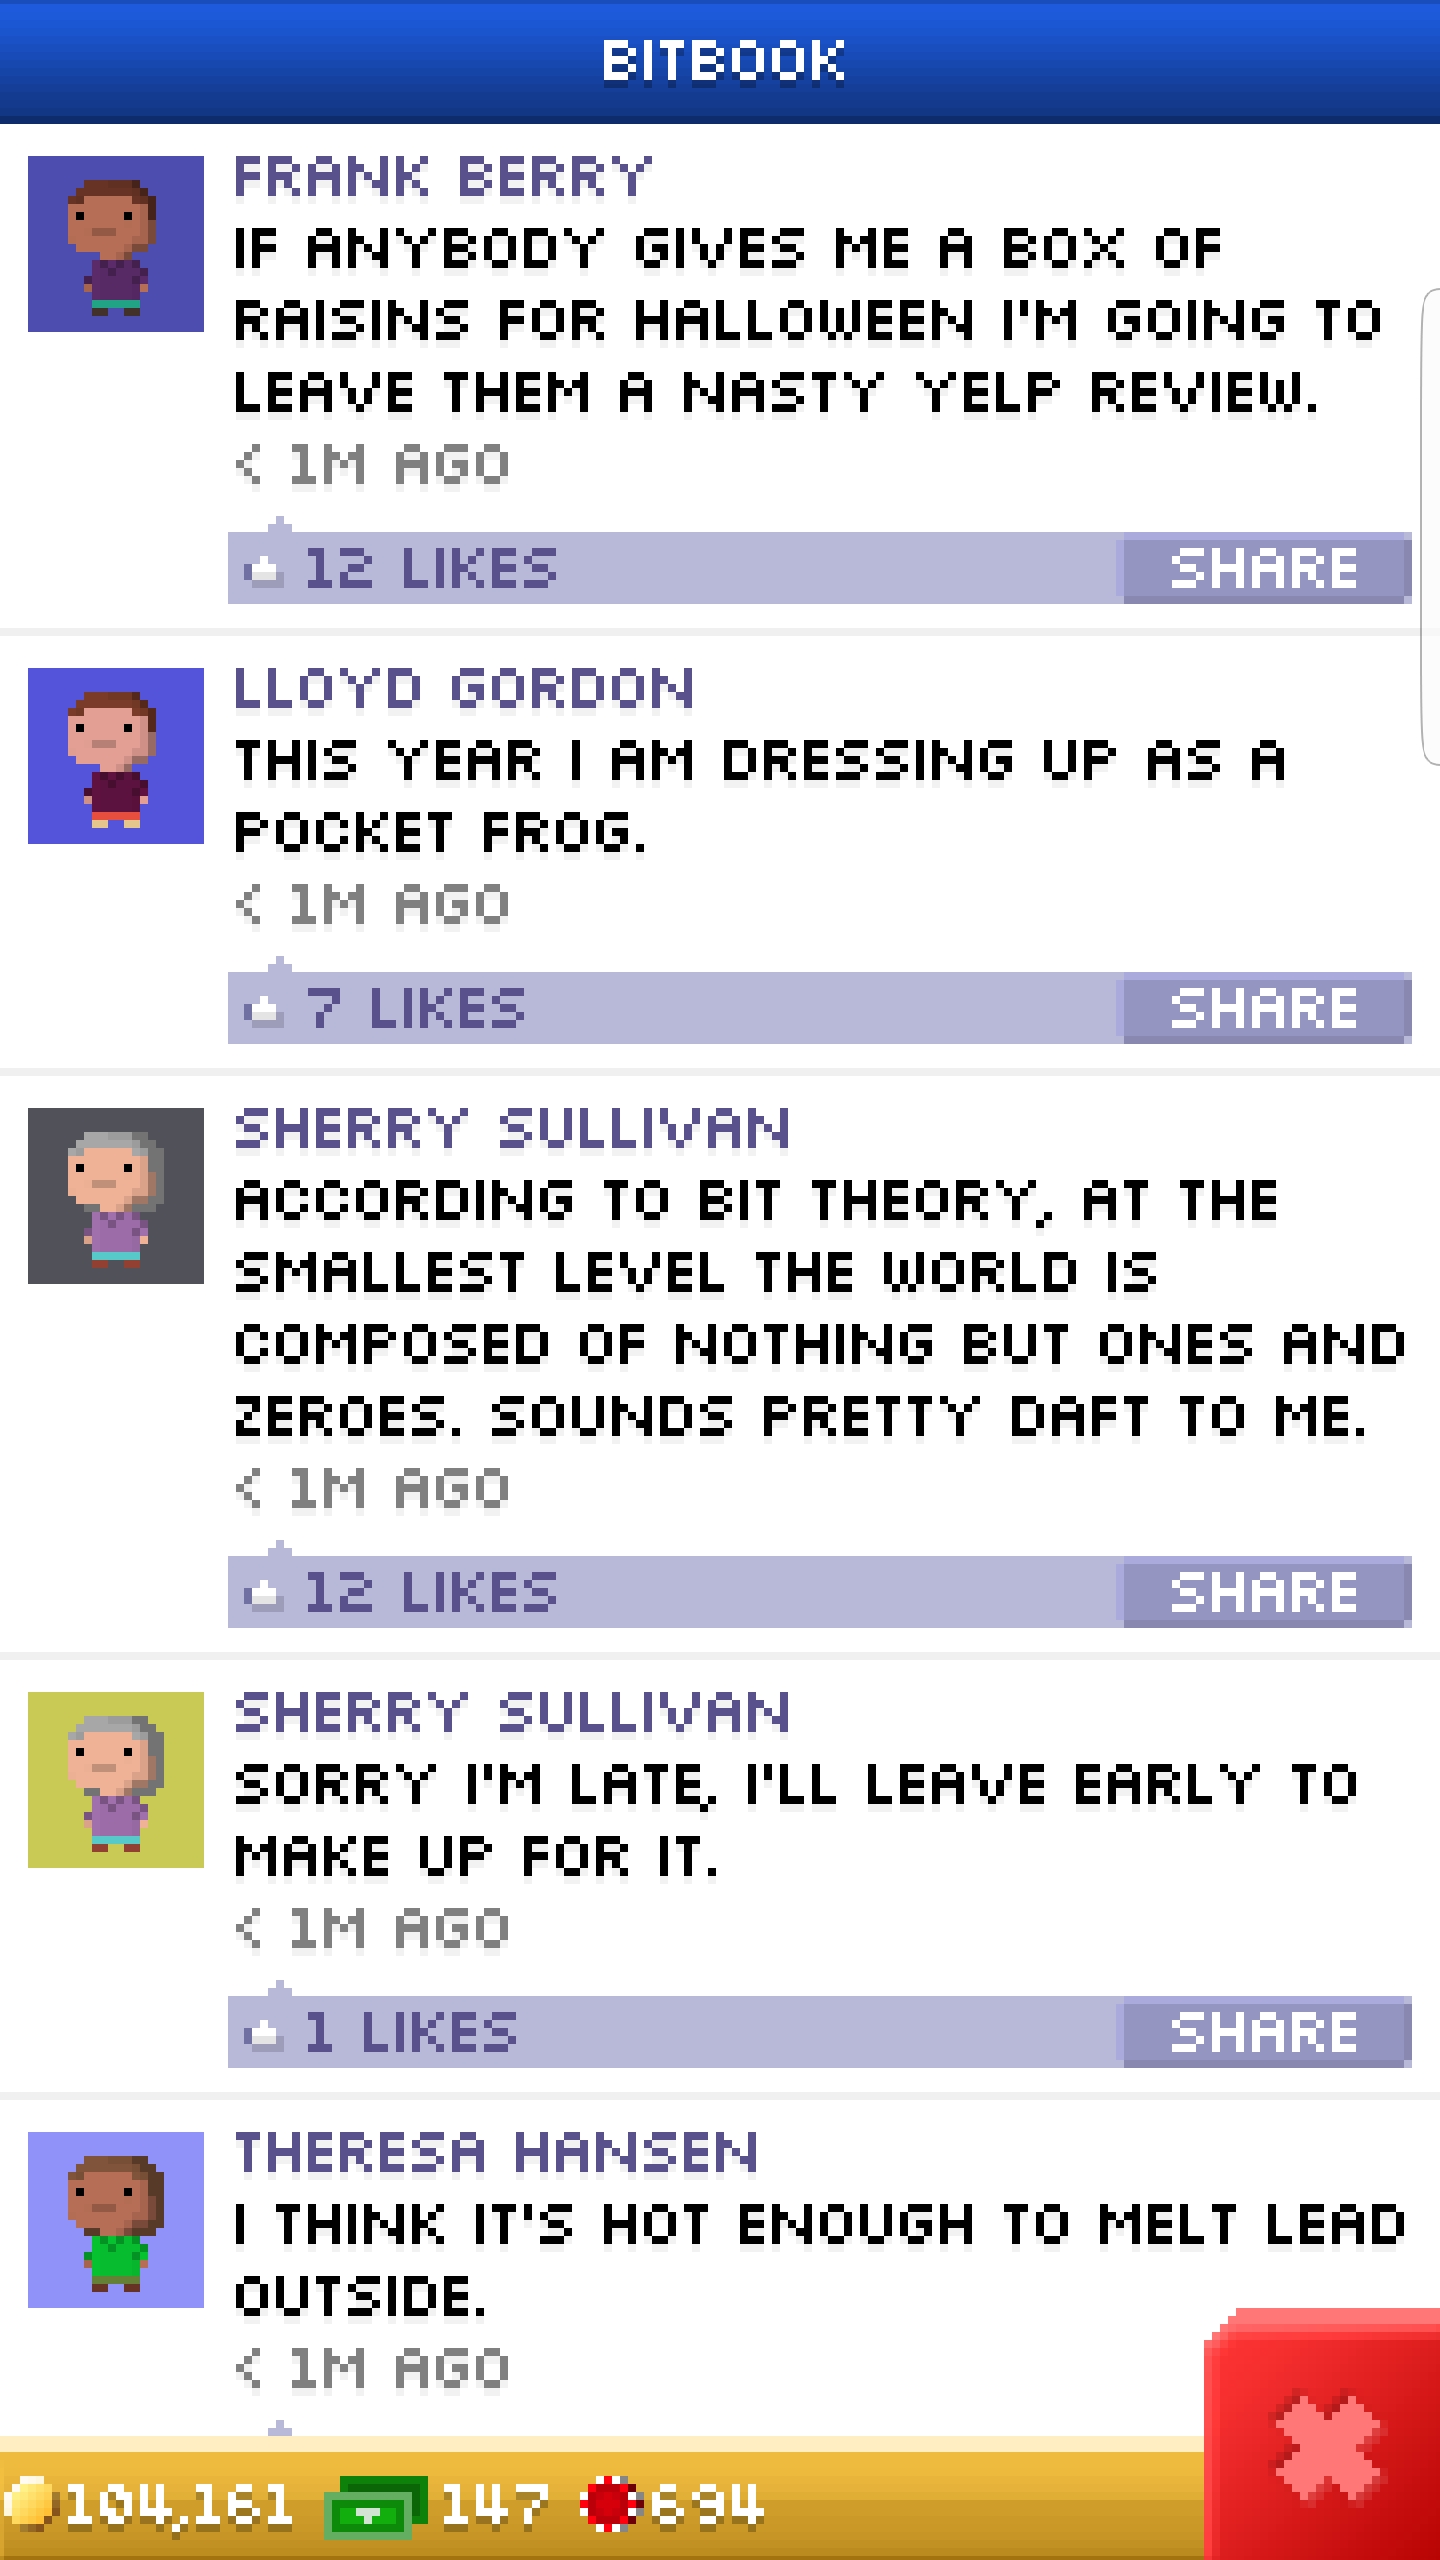 BITBOOK
FRANK BERRY
IF ANYBODY GIVES ME A BOX OF
RAISINS FOR HALLOWEEN I'M GOING TO
LEAVE THEM A NASTY YELP REVIEW.
< 1M AGO
12 LIKES SHARE
LLOYD GORDON
THIS YEAR I AM DRESSING UP AS A
POCKET FROG.
< 1M AGO
7 LIKES SHARE
SHERRY SULLIVAN
ACCORDING TO BIT THEORY, AT THE
SMALLEST LEVEL THE WORLD IS
COMPOSED OF NOTHING BUT ONES AND
ZEROES. SOUNDS PRETTY DAFT TO ME.
< 1M AGO
12 LIKES SHARE
SHERRY SULLIVAN
SORRY I'M LATE, I'LL LEAVE EARLY TO
MAKE UP FOR IT.
< 1M AGO
1 LIKES SHARE
THERESA HANSEN
I THINK IT'S HOT ENOUGH TO MELT LEAD
OUTSIDE.
< 1M AGO
104,161 147 694